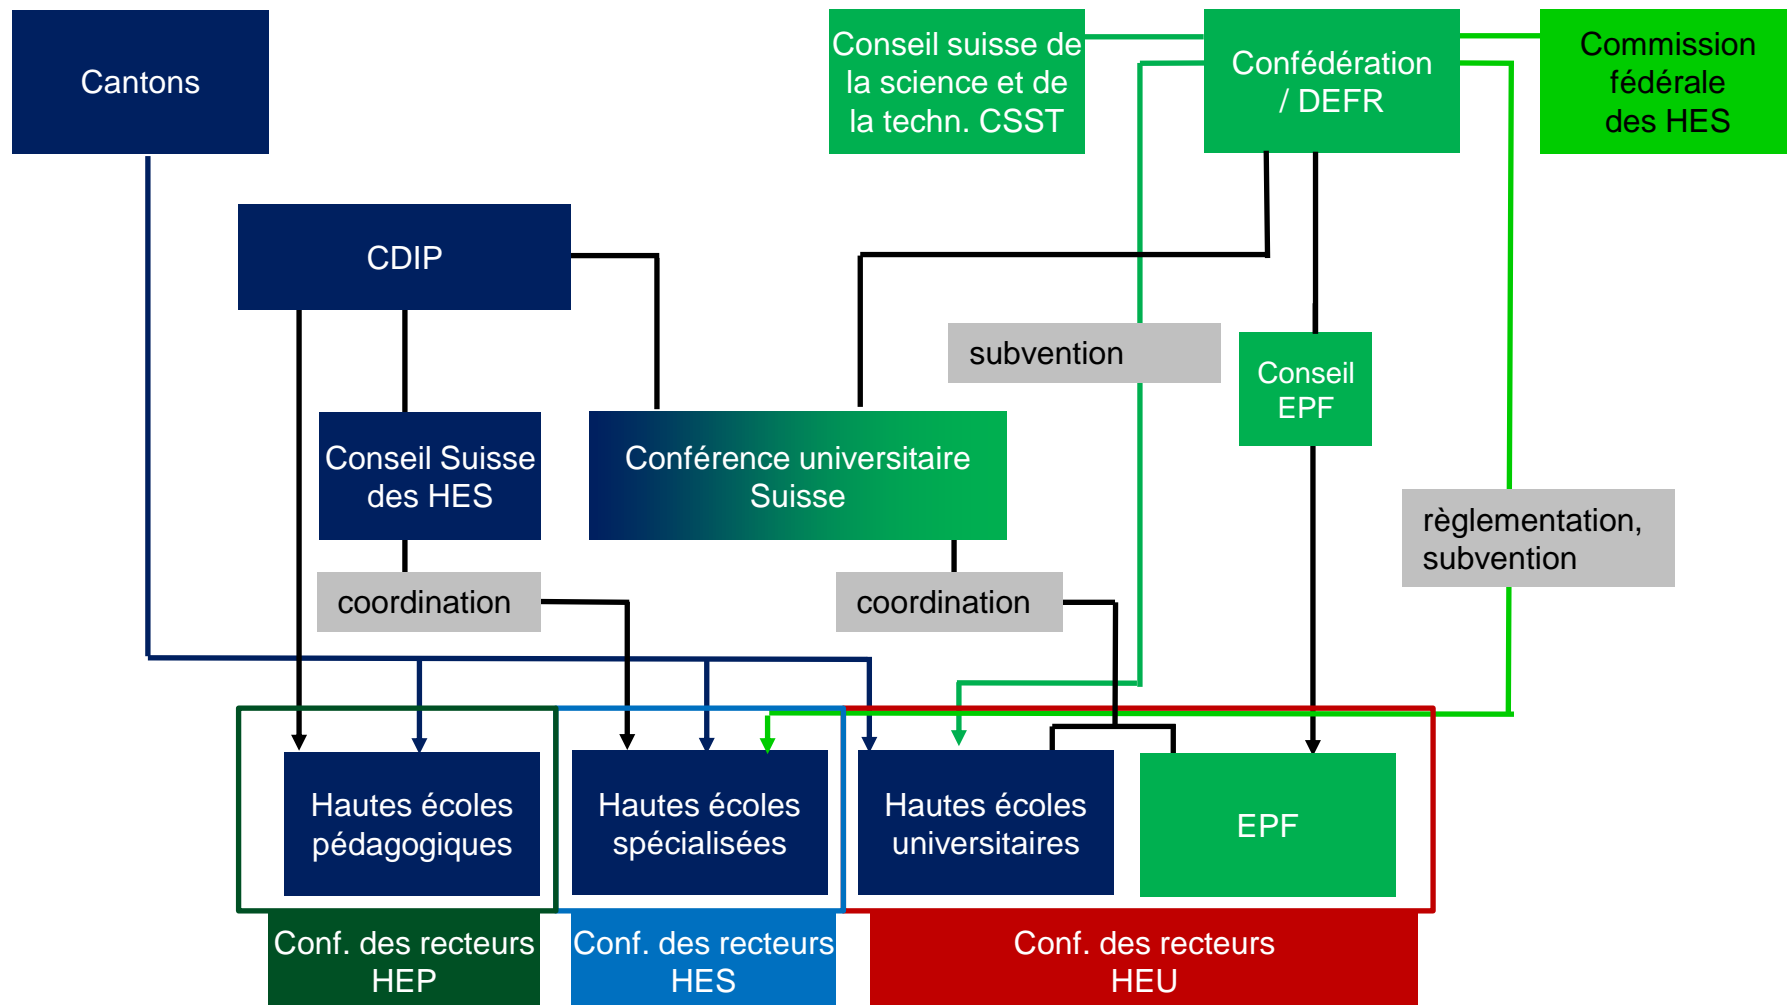 Cantons
Conseil suisse de
la science et de
la techn. CSST
Confédération
/ DEFR
Commission
fédérale
des HES
CDIP
subvention
Conseil
EPF
Conseil Suisse
des HES
Conférence universitaire
Suisse
règlementation,
subvention
coordination
coordination
Hautes écoles
pédagogiques
Hautes écoles
spécialisées
Hautes écoles
universitaires
EPF
Conf. des recteurs
HEP
Conf. des recteurs
HES
Conf. des recteurs
HEU